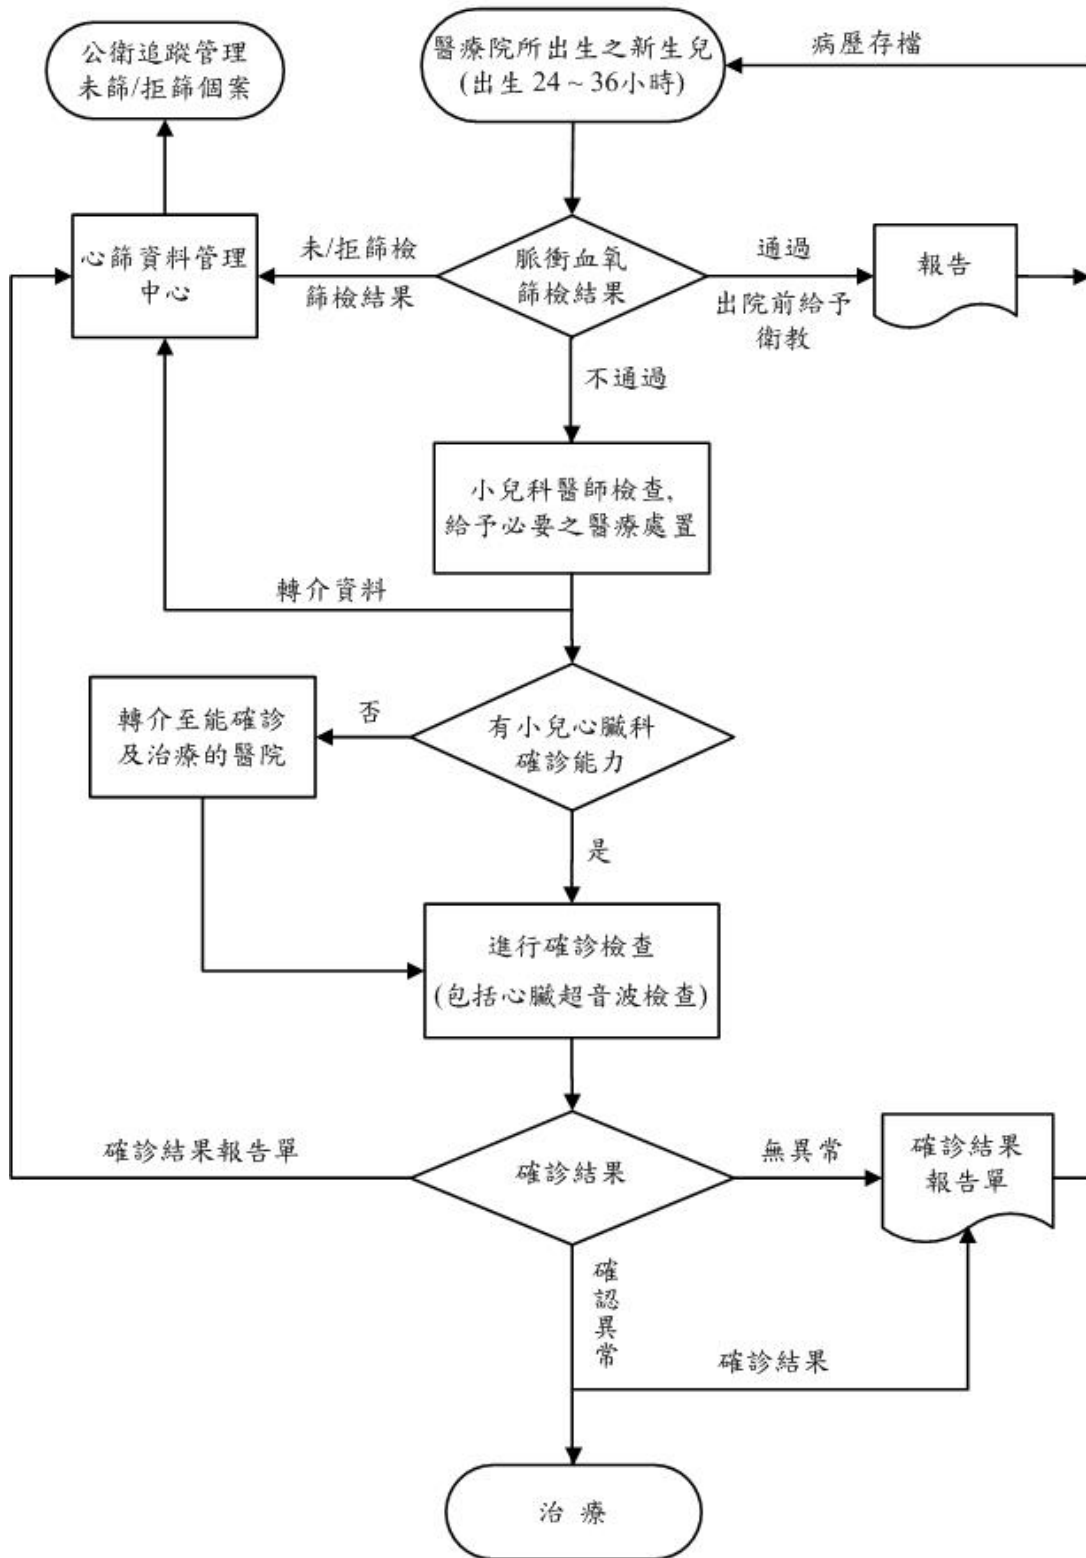 公衛追蹤管理
未篩/拒篩個案
醫療院所出生之新生兒
(出生 24 ~ 36小時)
病歷存檔
心篩資料管理
中心
未/拒篩檢
篩檢結果
脈衝血氧
篩檢結果
通過
出院前給予
衛教
報告
不通過
小兒科醫師檢查,
給予必要之醫療處置
轉介資料
轉介至能確診
及治療的醫院
否
有小兒心臟科
確診能力
是
進行確診檢查
(包括心臟超音波檢查)
確診結果報告單
確診結果
無異常
確診結果
報告單
確認異常
確診結果
治 療